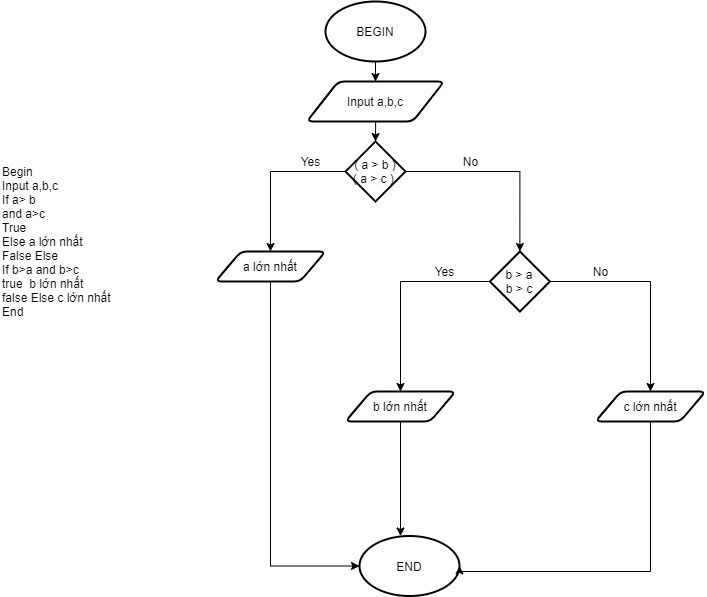 BEGIN
Input a,b,c
( a > b )
( a > c )
Yes
No
Begin
Input a,b,c
If a> b
and a>c
True
Else a lớn nhất
False Else
If b>a and b>c
true  b lớn nhất
false Else c lớn nhất
End
a lớn nhất
b > a
b > c
Yes
No
b lớn nhất
c lớn nhất
END